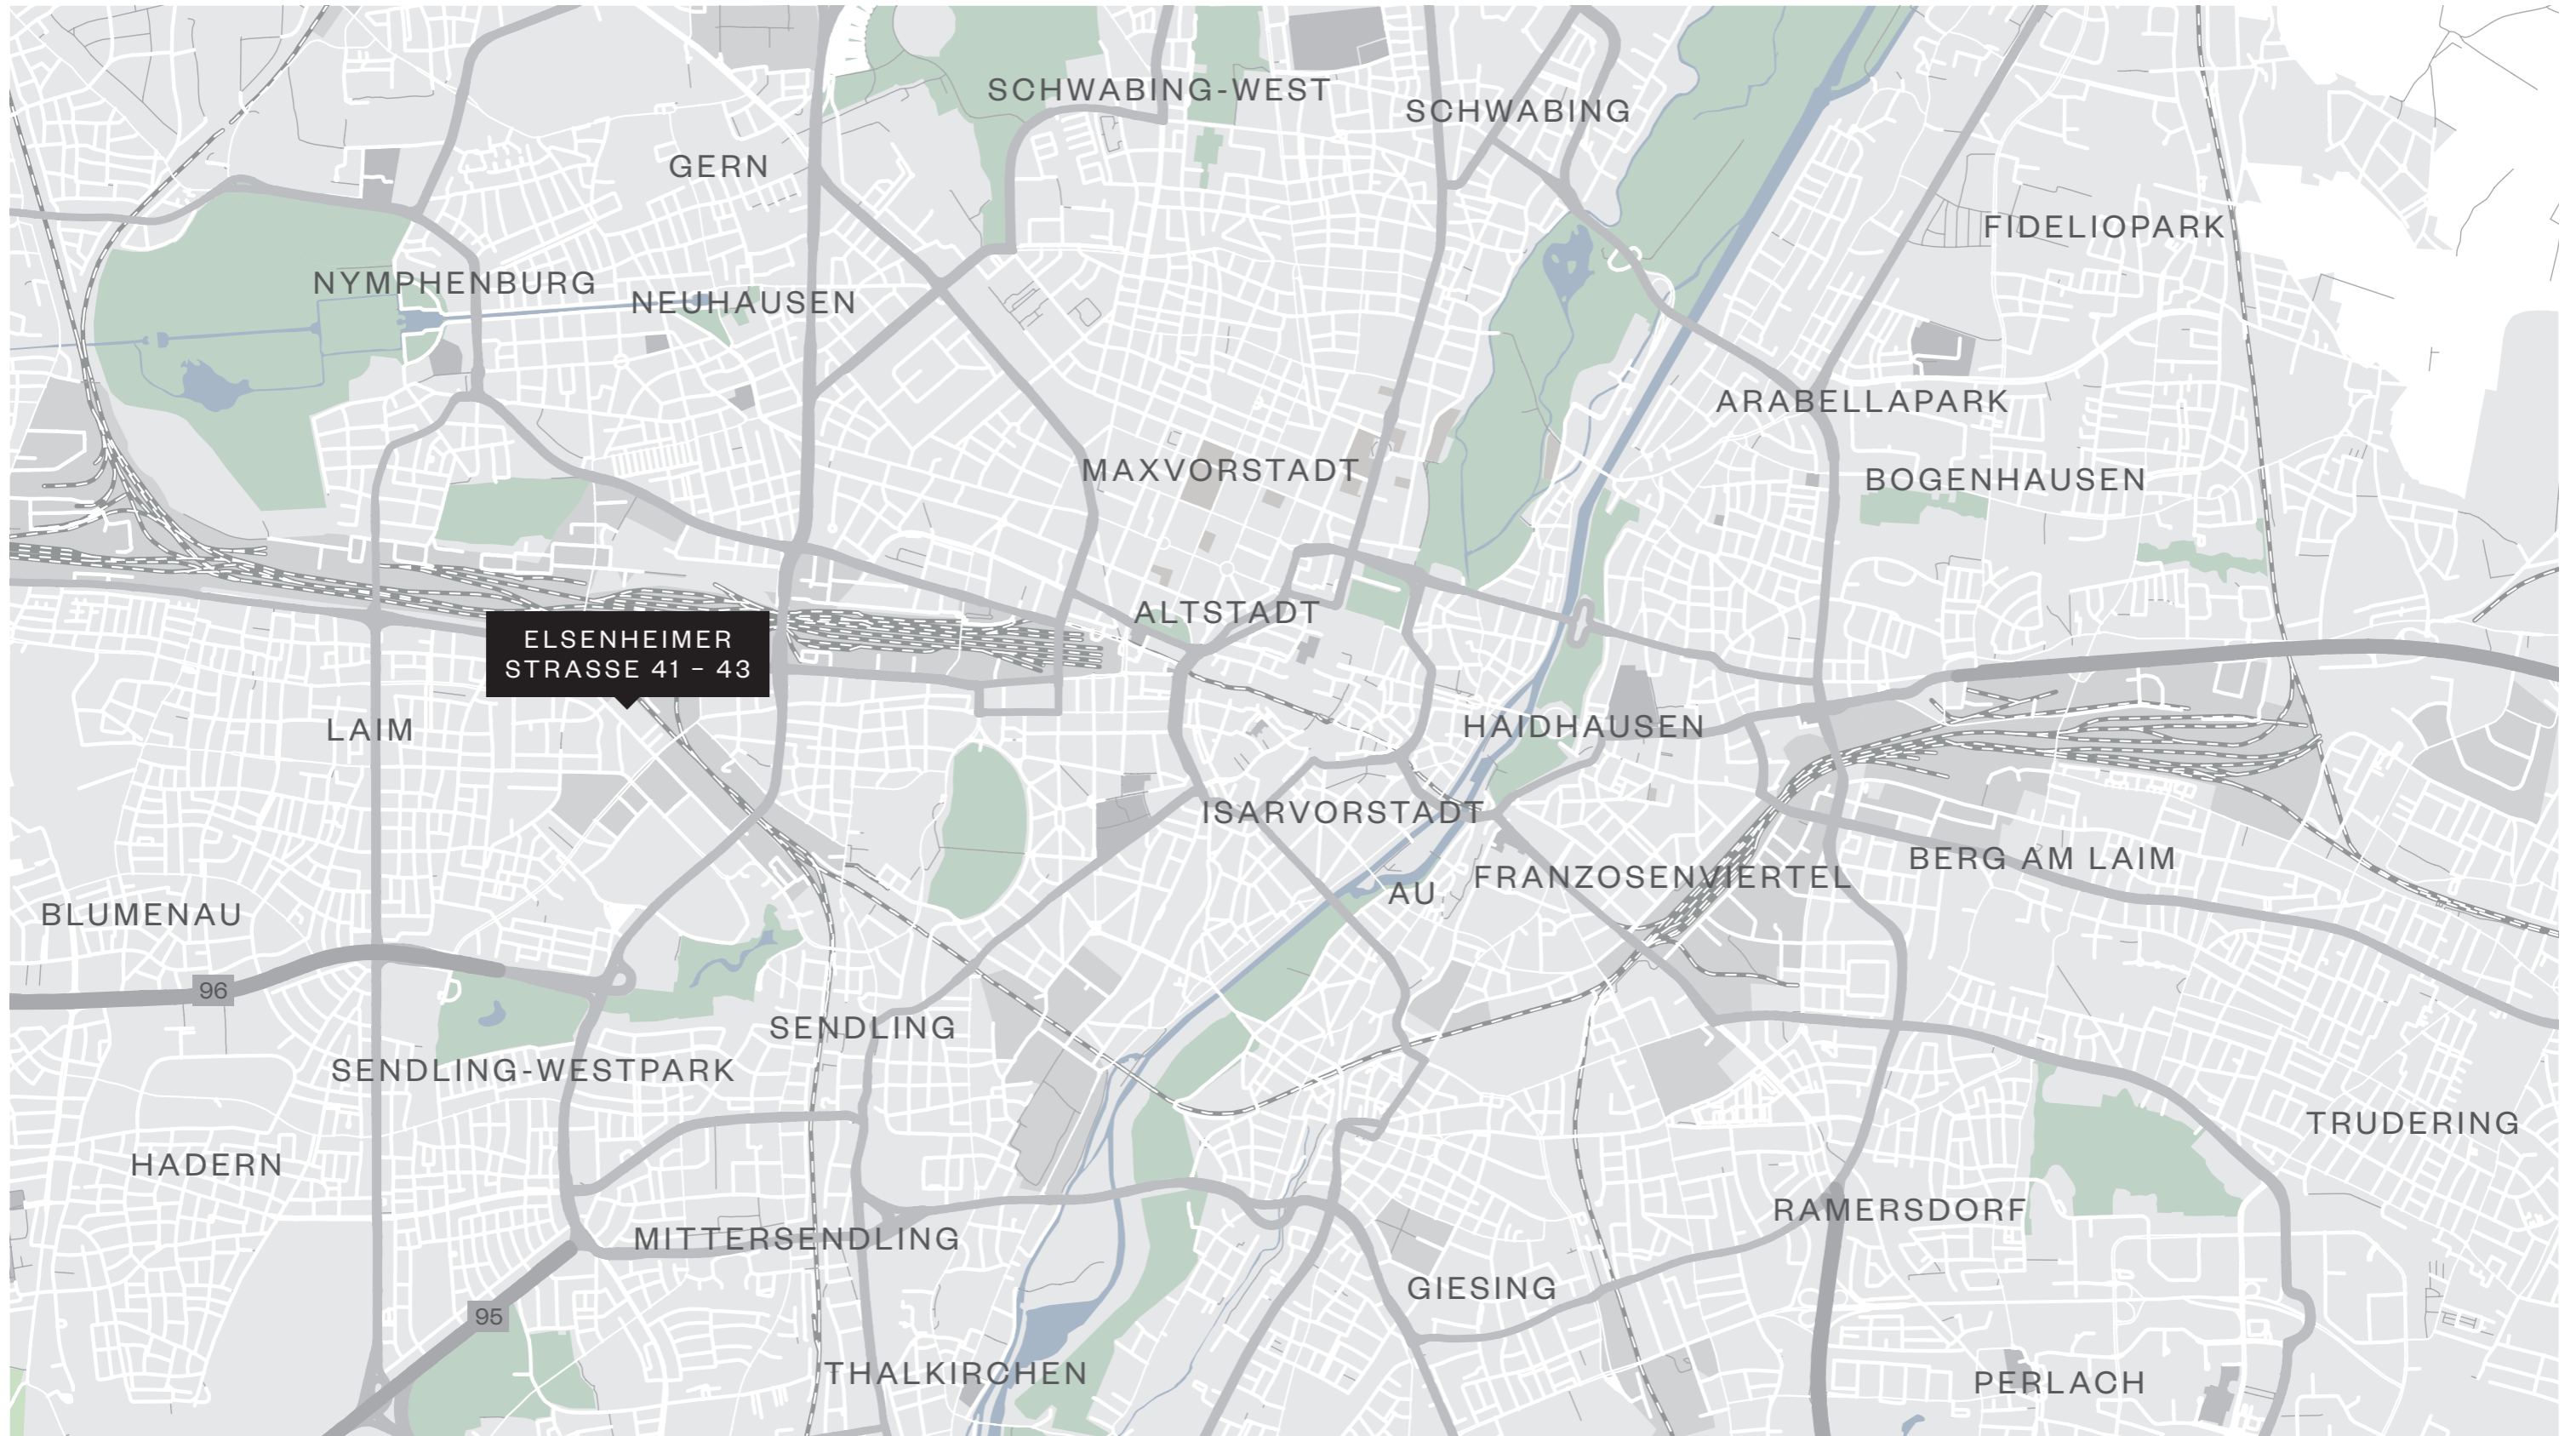 SCHWABING-WEST
SCHWABING
GERN
FIDELIOPARK
NYMPHENBURG
NEUHAUSEN
ARABELLAPARK
MAXVORSTADT
BOGENHAUSEN
ALTSTADT
ELSENHEIMER
STRASSE 41 – 43
LAIM
HAIDHAUSEN
ISARVORSTADT
BERG AM LAIM
FRANZOSENVIERTEL
AU
BLUMENAU
96
SENDLING
SENDLING-WESTPARK
TRUDERING
HADERN
RAMERSDORF
MITTERSENDLING
GIESING
95
THALKIRCHEN
PERLACH